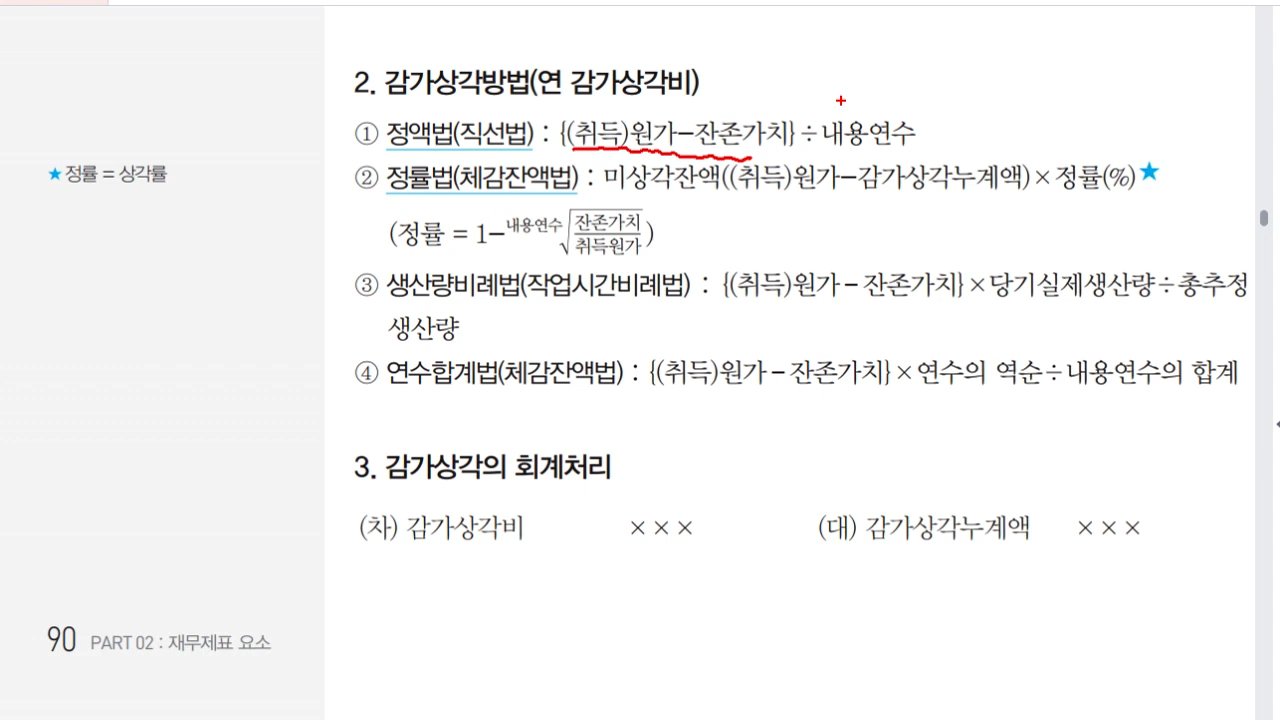 2. 감가상각방법(연 감가상각비)
① 정액법(직선법) : {(취득)원가−잔존가치}÷내용연수
★정률 = 상각률
② 정률법(체감잔액법) : 미상각잔액((취득)원가−감가상각누계액)×정률(%)★
(정률 = 1− 내용연수√잔존가치/취득원가)
③ 생산량비례법(작업시간비례법) : {(취득)원가−잔존가치}×당기실제생산량÷총추정
생산량
④ 연수합계법(체감잔액법) : {(취득)원가−잔존가치}×연수의 역순÷내용연수의 합계
3. 감가상각의 회계처리
(차) 감가상각비 ××× (대) 감가상각누계액 ×××
90 PART 02 : 재무제표 요소